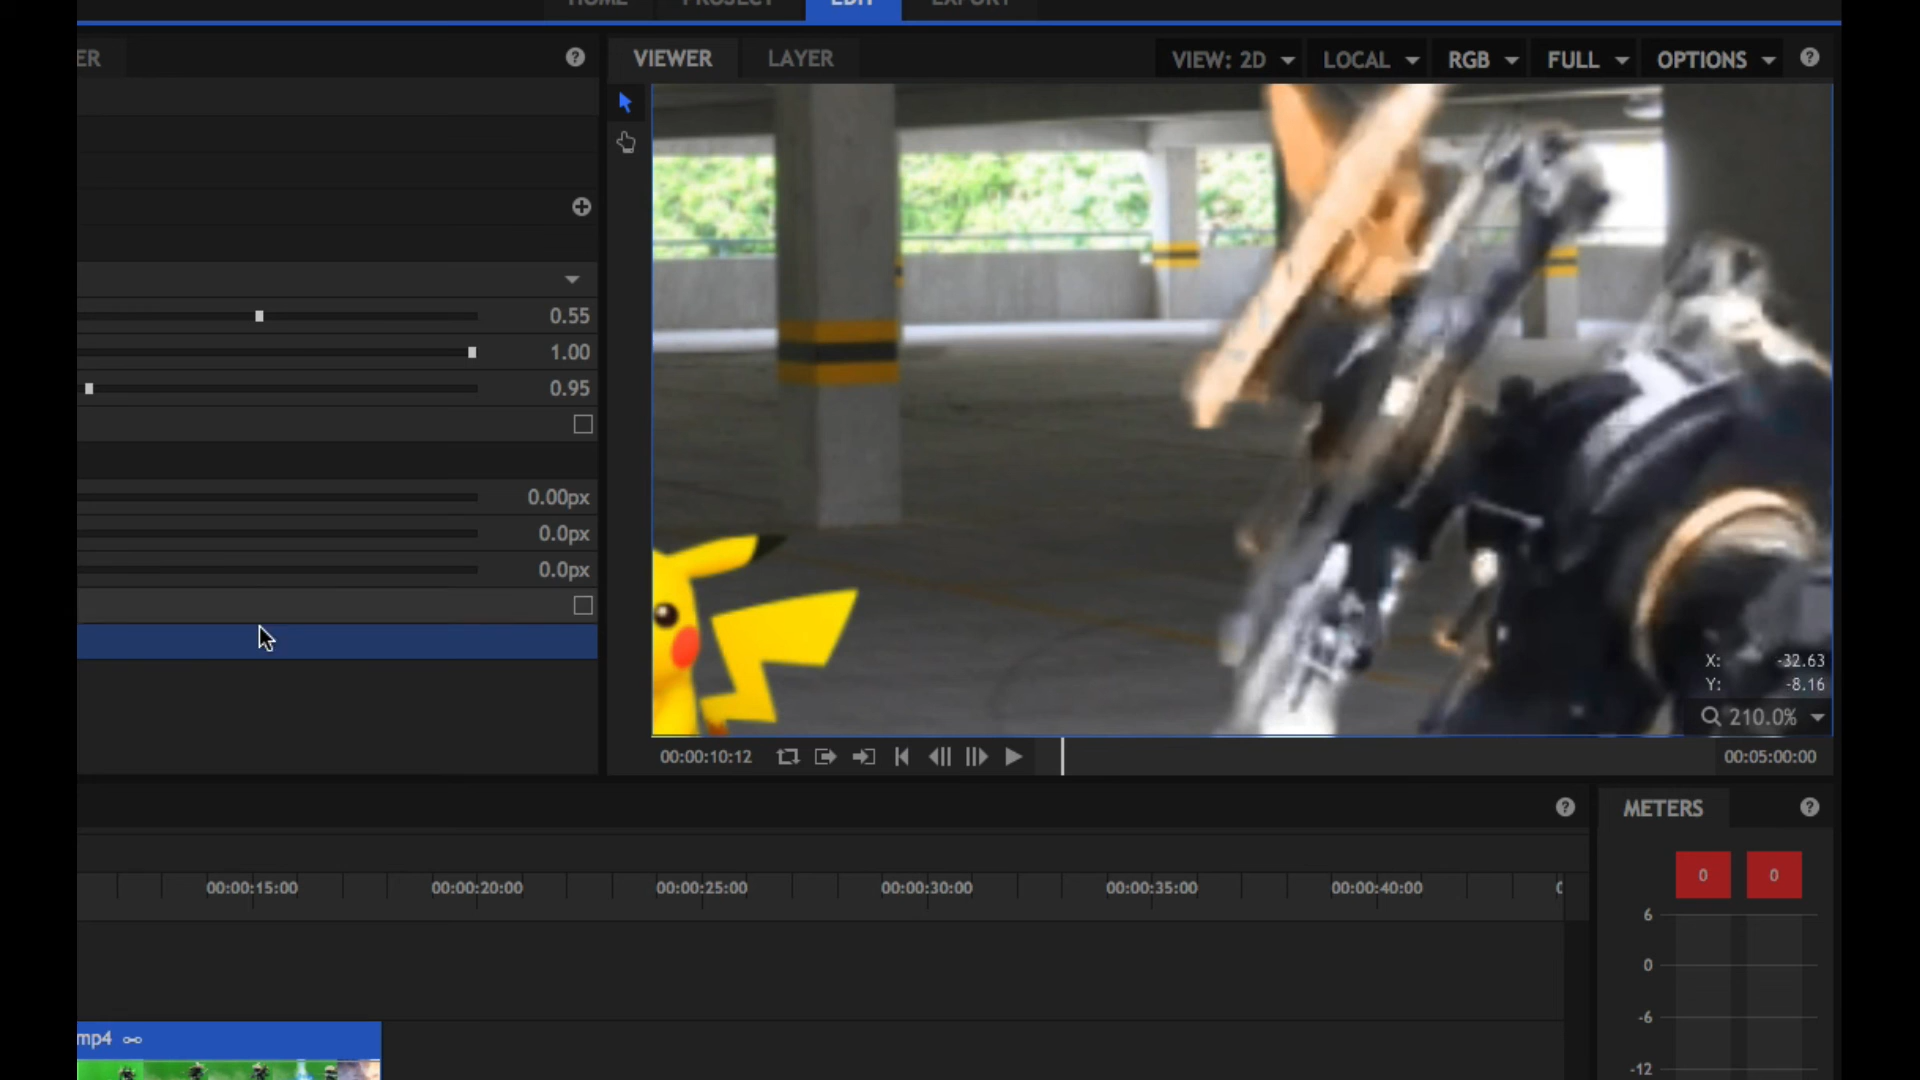 HOME PROJECT EDIT EXPORT
ER
VIEWER LAYER VIEW: 2D LOCAL RGB FULL OPTIONS
0.55
1.00
0.95
0.00px
0.0px
0.0px
X: -32.63
Y: -8.16
210.0%
00:00:10:12 00:05:00:00
METERS
00:00:15:00 00:00:20:00 00:00:25:00 00:00:30:00 00:00:35:00 00:00:40:00
0 0
6
0
-6
-12
mp4